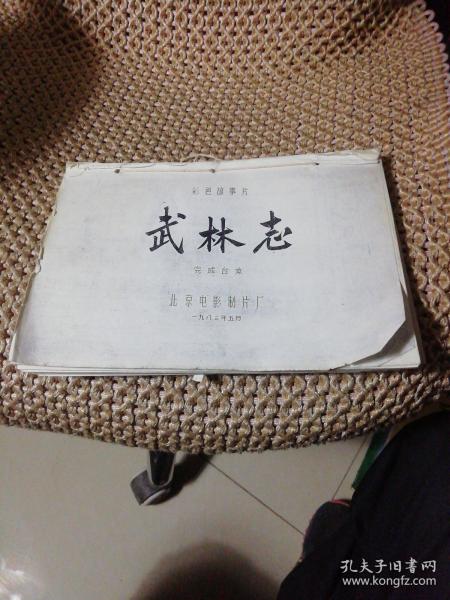 彩色故事片
武林志
完成台本
北京电影制片厂
一九八三年五月
孔夫子旧书网
www.kongfz.com